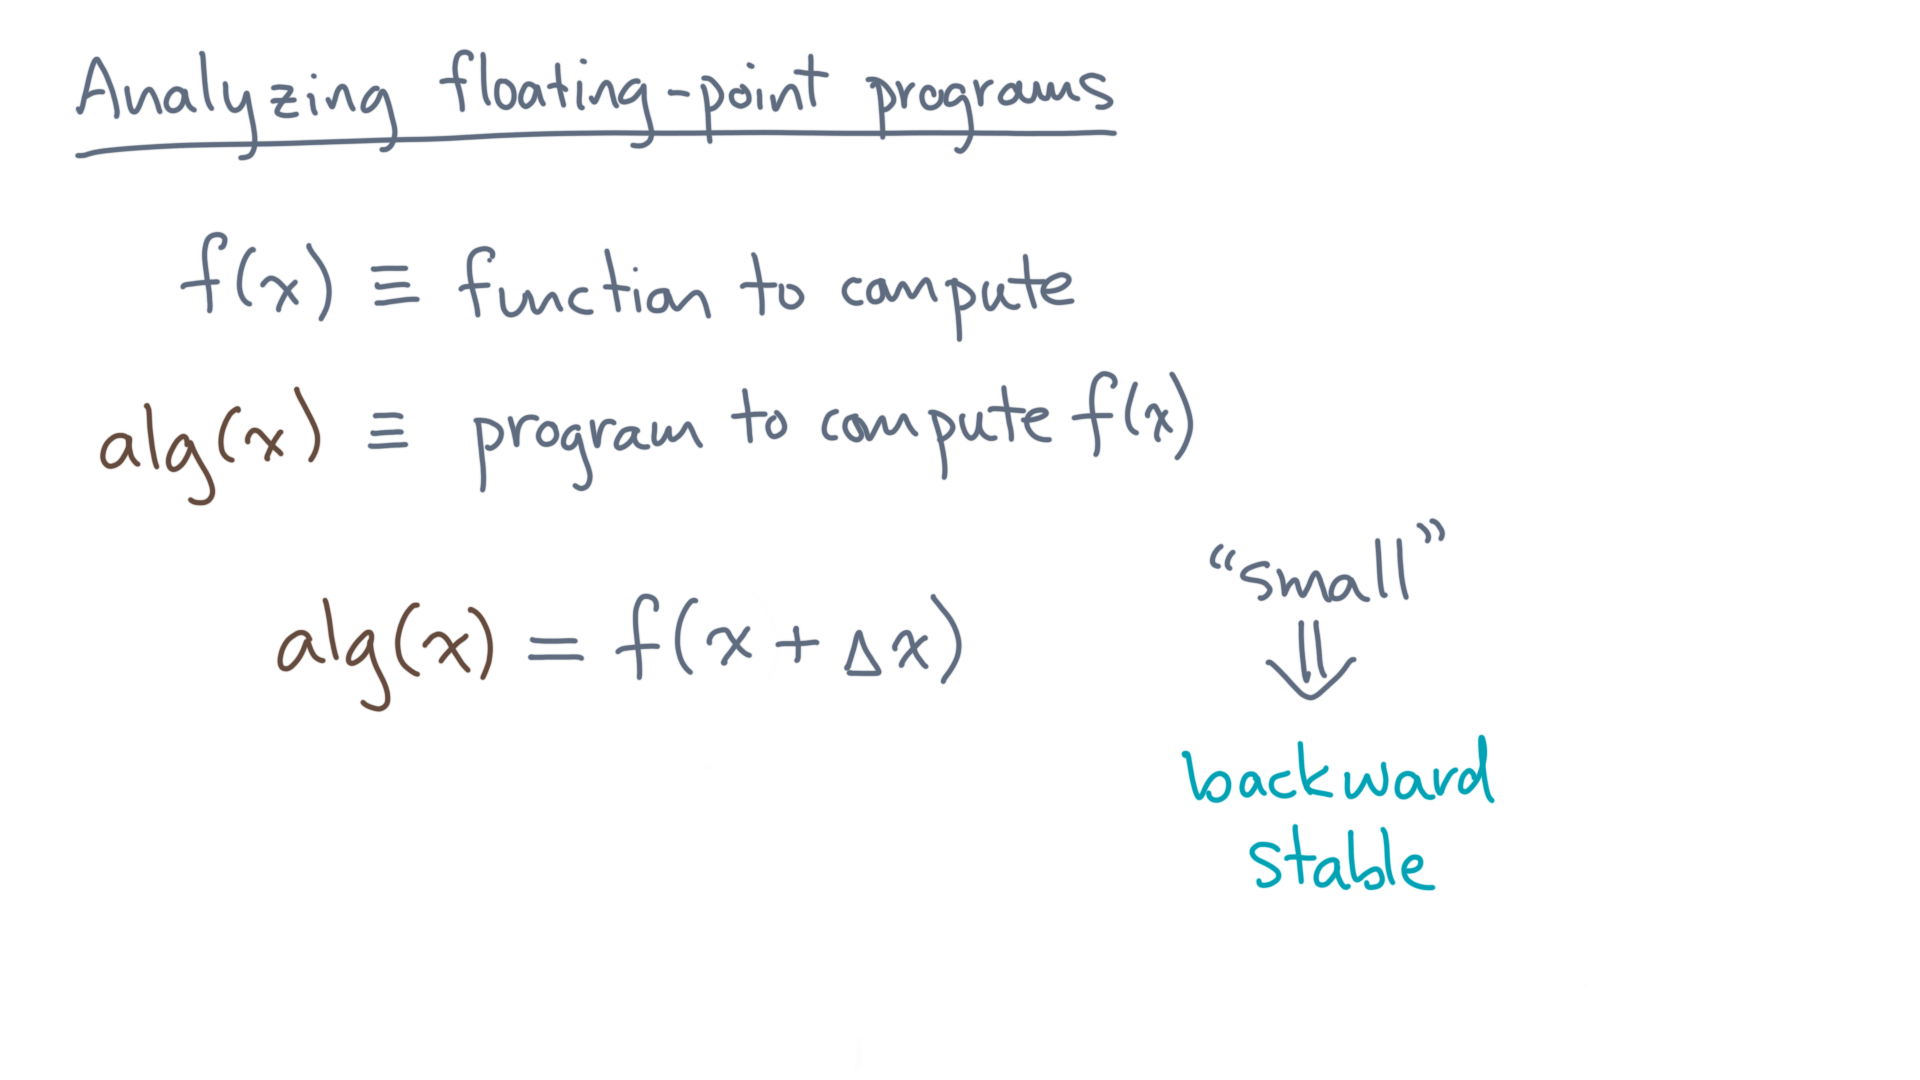 Analyzing floating-point programs
f(x) ≡ function to compute
alg(x) ≡ program to compute f(x)
alg(x) = f(x + Δx)
“small”
⇓
backward
stable